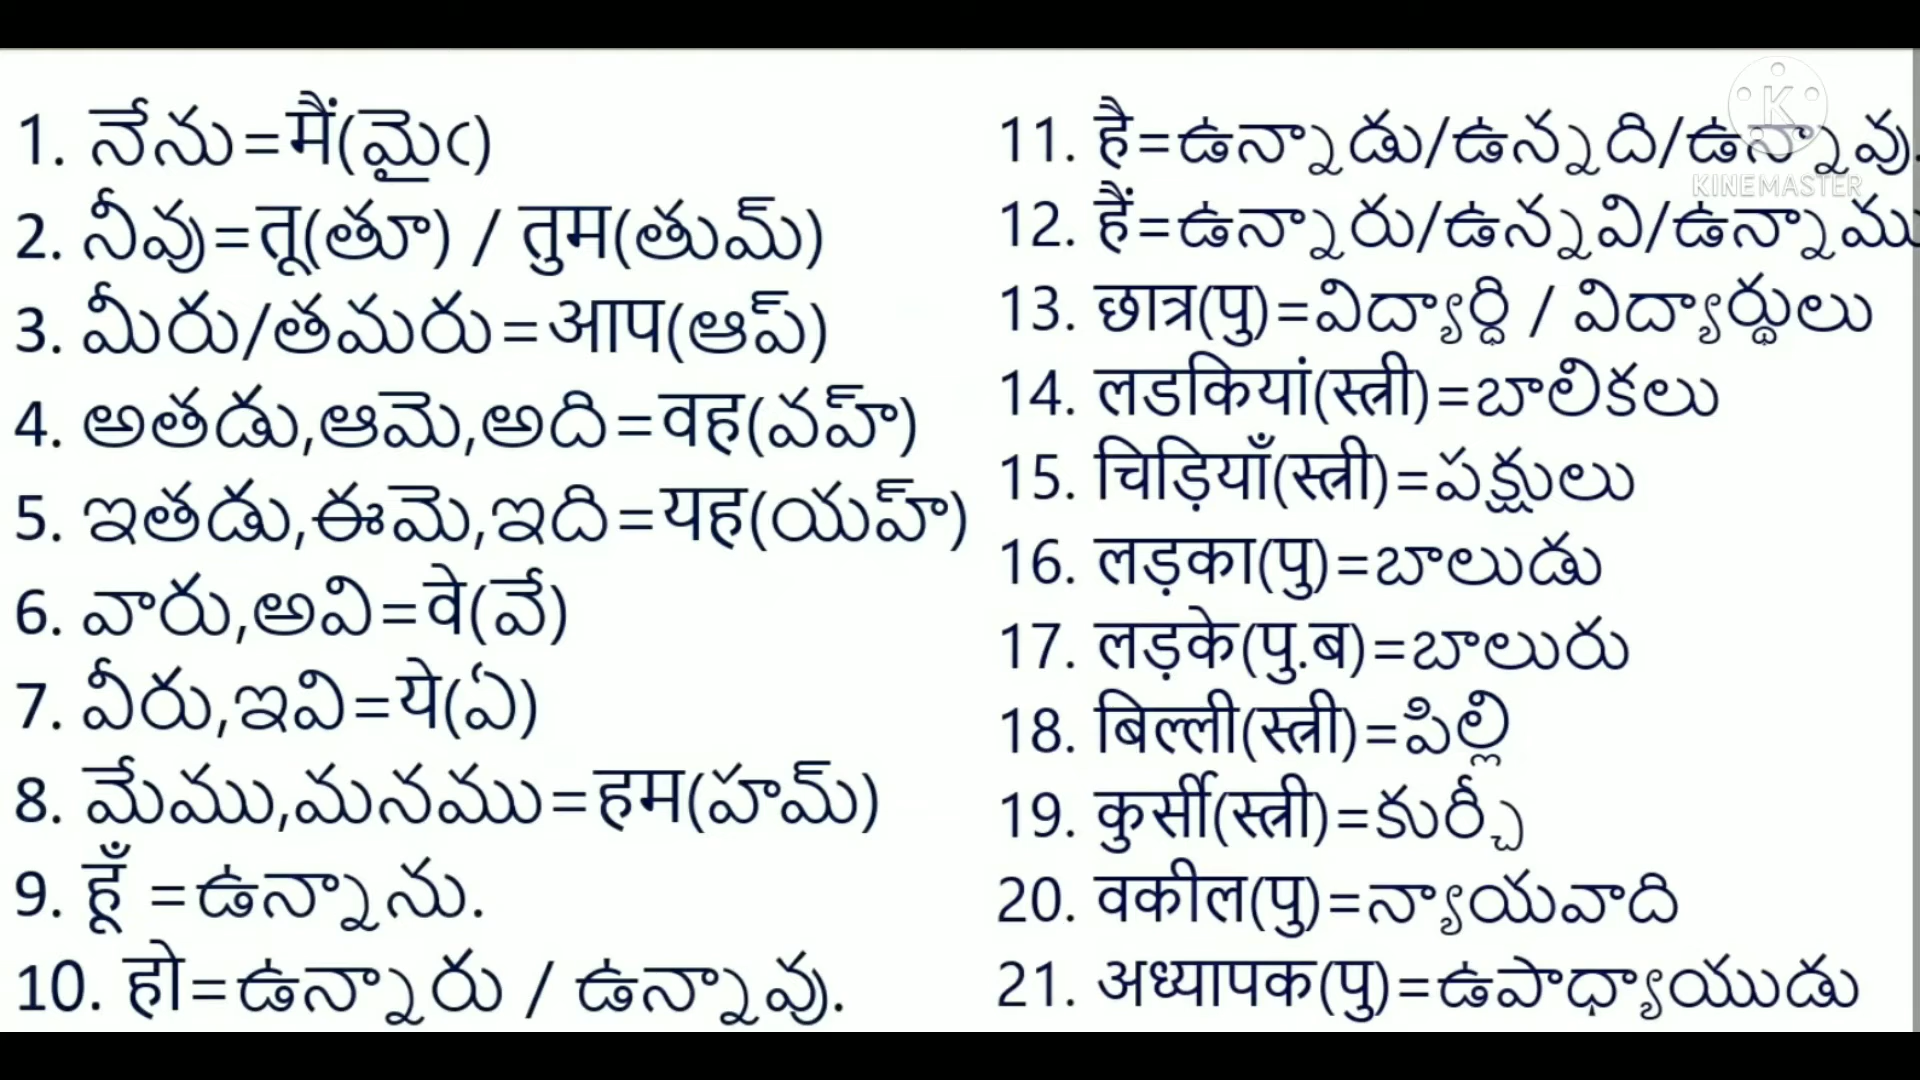 1. నేను=मैं(మైఁ)
2. నీవు=तू(తూ) / तुम(తుమ్)
3. మీరు/తమరు=आप(ఆప్)
4. అతడు,ఆమె,అది=वह(వహ్)
5. ఇతడు,ఈమె,ఇది=यह(యహ్)
6. వారు,అవి=वे(వే)
7. వీరు,ఇవి=ये(ఏ)
8. మేము,మనము=हम(హమ్)
9. हूँ =ఉన్నాను.
10. हो=ఉన్నారు / ఉన్నావు.
11. है=ఉన్నాడు/ఉన్నది/ఉన్నావు.
12. हैं=ఉన్నారు/ఉన్నవి/ఉన్నాము
13. छात्र(पु)=విద్యార్థి / విద్యార్థులు
14. लडकियां(स्त्री)=బాలికలు
15. चिड़ियाँ(स्त्री)=పక్షులు
16. लड़का(पु)=బాలుడు
17. लड़के(पु.ब)=బాలురు
18. बिल्ली(स्त्री)=పిల్లి
19. कुर्सी(स्त्री)=కుర్చీ
20. वकील(पु)=న్యాయవాది
21. अध्यापक(पु)=ఉపాధ్యాయుడు
K
KINEMASTER